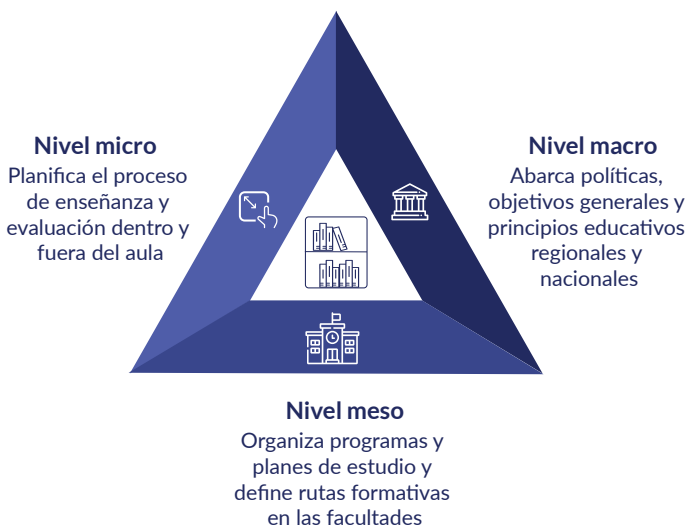 Nivel micro
Planifica el proceso
de enseñanza y
evaluación dentro y
fuera del aula
Nivel macro
Abarca políticas,
objetivos generales y
principios educativos
regionales y
nacionales
Nivel meso
Organiza programas y
planes de estudio y
define rutas formativas
en las facultades